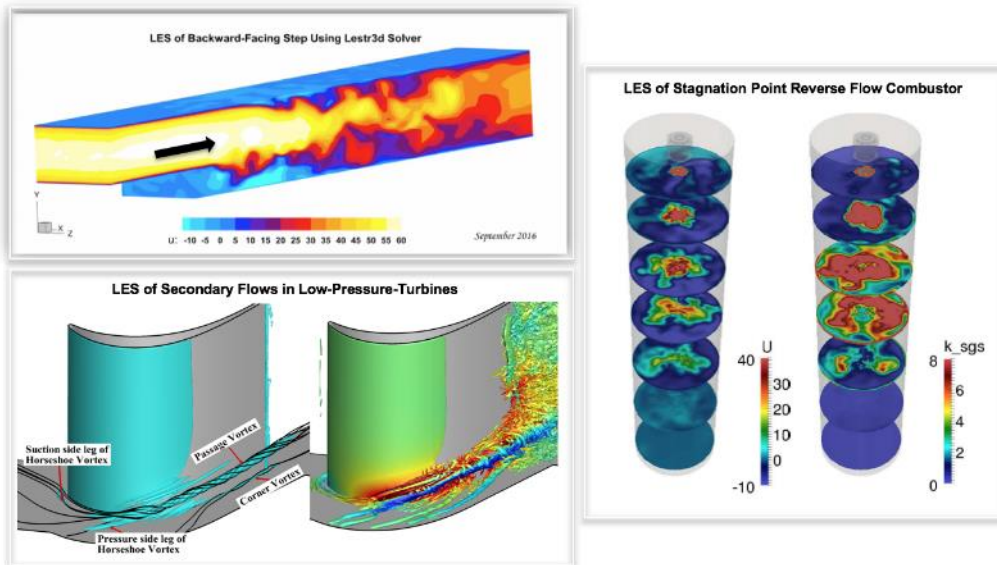 LES of Backward-Facing Step Using Lestr3d Solver
Y
X
Z
U: -10 -5 0 5 10 15 20 25 30 35 40 45 50 55 60
September 2016
LES of Secondary Flows in Low-Pressure-Turbines
Suction side leg of
Horseshoe Vortex
Passage Vortex
Corner Vortex
Pressure side leg of
Horseshoe Vortex
LES of Stagnation Point Reverse Flow Combustor
U
40
30
20
10
0
-10
k_sgs
8
6
4
2
0